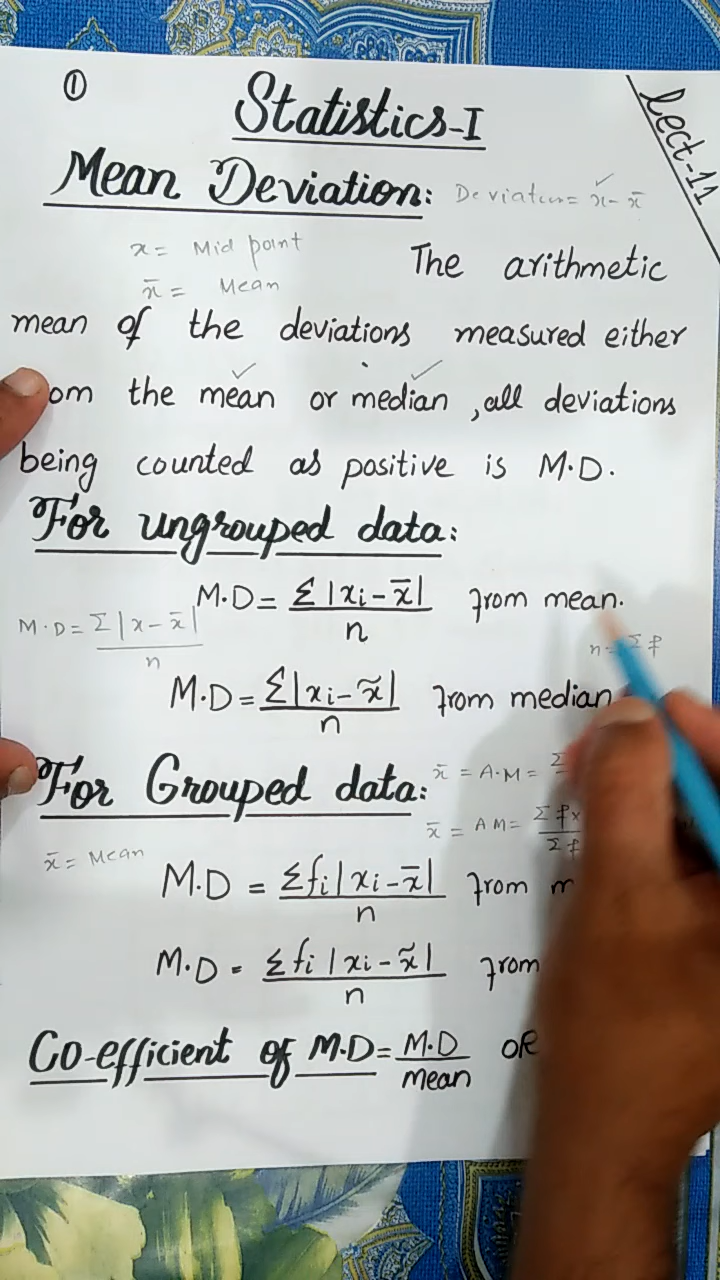 ①
Statistics-I
Lect-11
Mean Deviation: Deviation = x - x̄
x = Mid point
x̄ = Mean
The arithmetic
mean of the deviations measured either
om the mean or median, all deviations
being counted as positive is M.D.
For ungrouped data:
M.D = Σ|xi - x̄| / n from mean.
M.D = Σ|x - x̄| / n
n = Σf
M.D = Σ|xi - x̃| / n from median
For Grouped data:
x̄ = A.M = Σ
x̄ = AM = Σfx / Σf
x̄ = Mean
M.D = Σfi|xi - x̄| / n from m
M.D = Σfi|xi - x̃| / n from
Co-efficient of M.D = M.D / mean OR